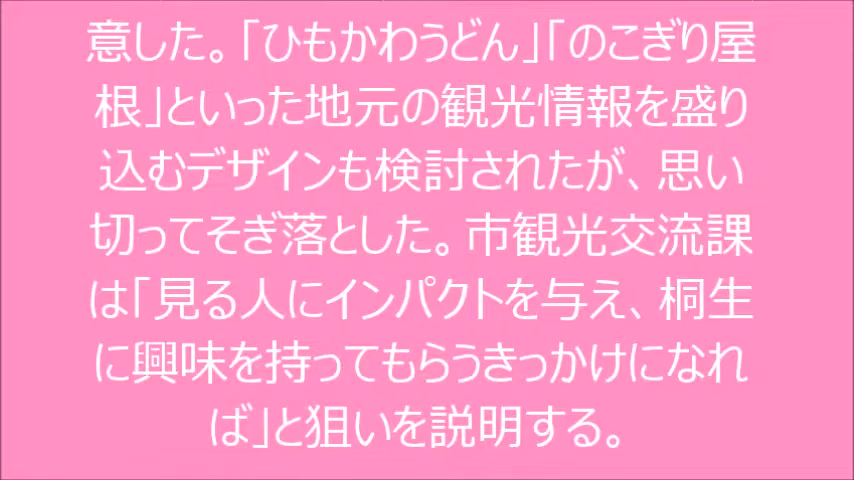 意した。「ひもかわうどん」「のこぎり屋
根」といった地元の観光情報を盛り
込むデザインも検討されたが、思い
切ってそぎ落とした。市観光交流課
は「見る人にインパクトを与え、桐生
に興味を持ってもらうきっかけになれ
ば」と狙いを説明する。